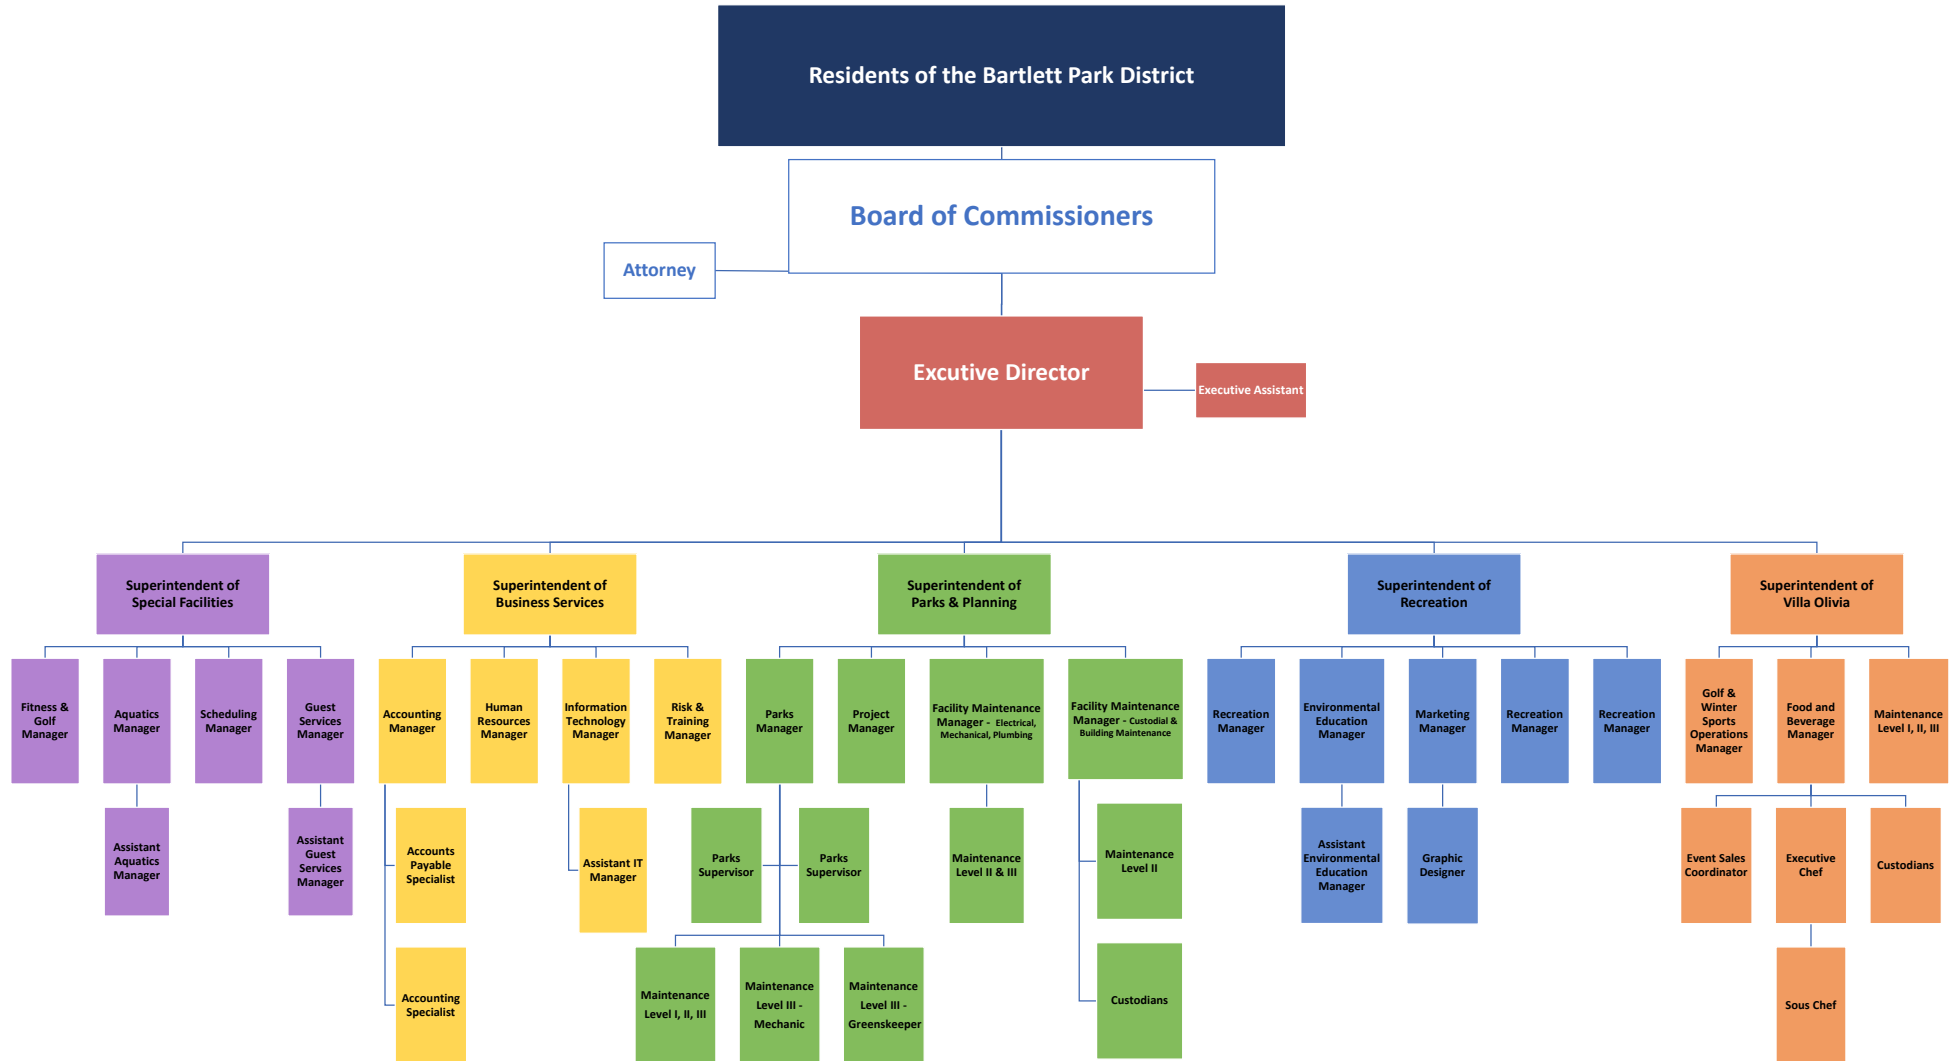 Residents of the Bartlett Park District
Board of Commissioners
Attorney
Excutive Director
Executive Assistant
Superintendent of
Special Facilities
Superintendent of
Business Services
Superintendent of
Parks & Planning
Superintendent of
Recreation
Superintendent of
Villa Olivia
Fitness &
Golf
Manager
Aquatics
Manager
Scheduling
Manager
Guest
Services
Manager
Accounting
Manager
Human
Resources
Manager
Information
Technology
Manager
Risk &
Training
Manager
Parks
Manager
Project
Manager
Facility Maintenance
Manager - Electrical,
Mechanical, Plumbing
Facility Maintenance
Manager - Custodial &
Building Maintenance
Recreation
Manager
Environmental
Education
Manager
Marketing
Manager
Recreation
Manager
Recreation
Manager
Golf &
Winter
Sports
Operations
Manager
Food and
Beverage
Manager
Maintenance
Level I, II, III
Assistant
Aquatics
Manager
Assistant
Guest
Services
Manager
Accounts
Payable
Specialist
Assistant IT
Manager
Parks
Supervisor
Parks
Supervisor
Maintenance
Level II & III
Maintenance
Level II
Assistant
Environmental
Education
Manager
Graphic
Designer
Event Sales
Coordinator
Executive
Chef
Custodians
Accounting
Specialist
Maintenance
Level I, II, III
Maintenance
Level III -
Mechanic
Maintenance
Level III -
Greenskeeper
Custodians
Sous Chef